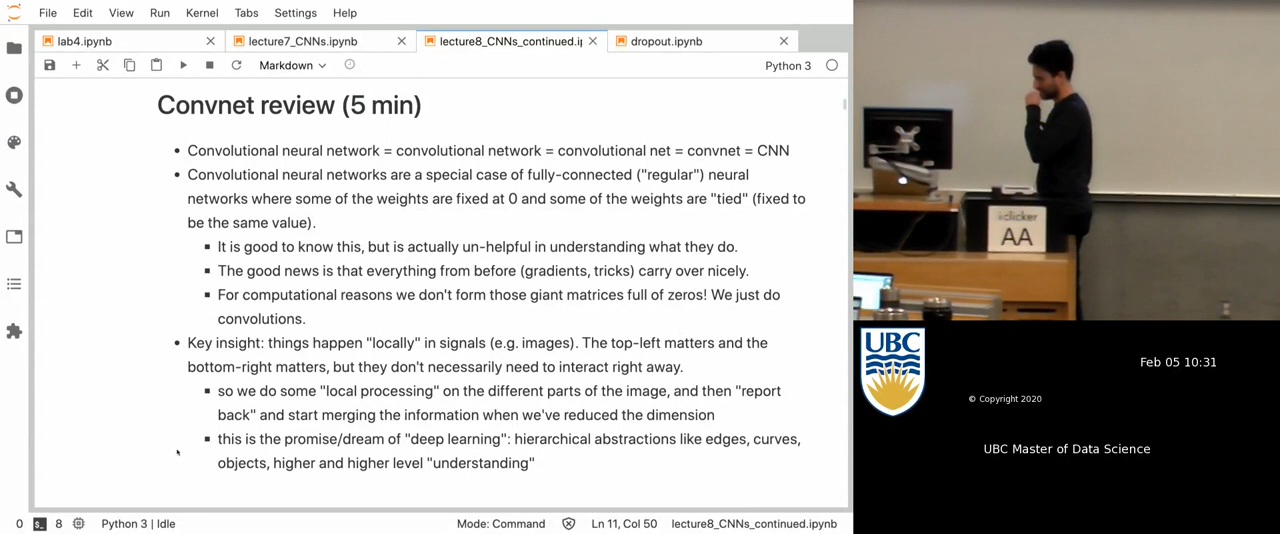 File Edit View Run Kernel Tabs Settings Help
lab4.ipynb lecture7_CNNs.ipynb lecture8_CNNs_continued.i dropout.ipynb
Markdown Python 3
Convnet review (5 min)
• Convolutional neural network = convolutional network = convolutional net = convnet = CNN
• Convolutional neural networks are a special case of fully-connected ("regular") neural
networks where some of the weights are fixed at 0 and some of the weights are "tied" (fixed to
be the same value).
▪ It is good to know this, but is actually un-helpful in understanding what they do.
▪ The good news is that everything from before (gradients, tricks) carry over nicely.
▪ For computational reasons we don't form those giant matrices full of zeros! We just do
convolutions.
• Key insight: things happen "locally" in signals (e.g. images). The top-left matters and the
bottom-right matters, but they don't necessarily need to interact right away.
▪ so we do some "local processing" on the different parts of the image, and then "report
back" and start merging the information when we've reduced the dimension
▪ this is the promise/dream of "deep learning": hierarchical abstractions like edges, curves,
objects, higher and higher level "understanding"
0 8 Python 3 | Idle Mode: Command Ln 11, Col 50 lecture8_CNNs_continued.ipynb
iclicker
AA
UBC
Feb 05 10:31
© Copyright 2020
UBC Master of Data Science